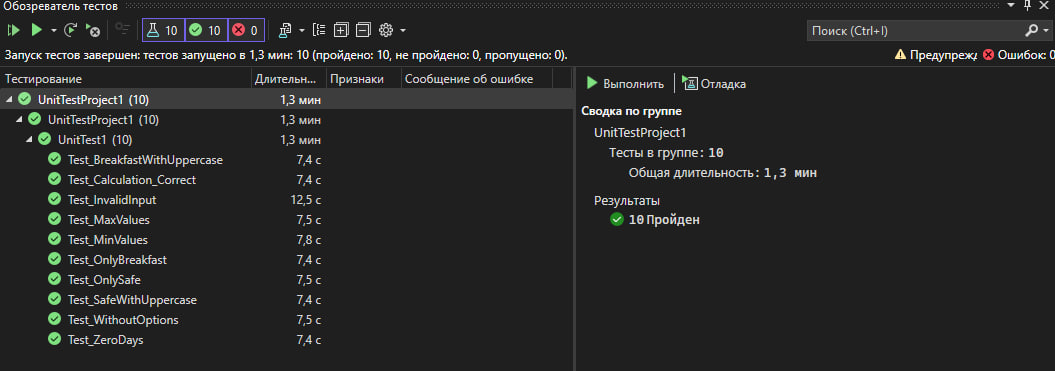 Обозреватель тестов
10 10 0
Поиск (Ctrl+I)
Запуск тестов завершен: тестов запущено в 1,3 мин: 10 (пройдено: 10, не пройдено: 0, пропущено: 0).
Предупрежд Ошибок: 0
Тестирование Длительн... Признаки Сообщение об ошибке
UnitTestProject1 (10) 1,3 мин
UnitTestProject1 (10) 1,3 мин
UnitTest1 (10) 1,3 мин
Test_BreakfastWithUppercase 7,4 с
Test_Calculation_Correct 7,4 с
Test_InvalidInput 12,5 с
Test_MaxValues 7,5 с
Test_MinValues 7,8 с
Test_OnlyBreakfast 7,4 с
Test_OnlySafe 7,5 с
Test_SafeWithUppercase 7,4 с
Test_WithoutOptions 7,5 с
Test_ZeroDays 7,4 с
Выполнить Отладка
Сводка по группе
UnitTestProject1
Тесты в группе: 10
Общая длительность: 1,3 мин
Результаты
10 Пройден